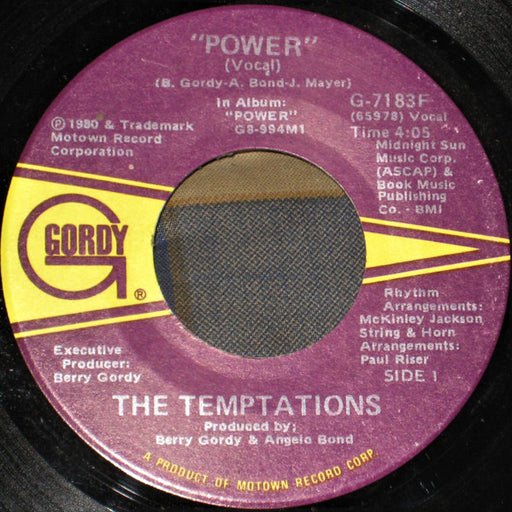 "POWER"
(Vocal)
(B. Gordy-A. Bond-J. Mayer)
In Album:
"POWER"
G8-994M1
G-7183F
(65978) Vocal
Time 4:05
Midnight Sun
Music Corp.
(ASCAP) &
Book Music
Publishing
Co. - BMI
℗ 1980 & Trademark
Motown Record
Corporation
GORDY
®
Rhythm
Arrangements:
McKinley Jackson
String & Horn
Arrangements:
Paul Riser
SIDE 1
Executive
Producer:
Berry Gordy
THE TEMPTATIONS
Produced by;
Berry Gordy & Angelo Bond
A PRODUCT OF MOTOWN RECORD CORP.